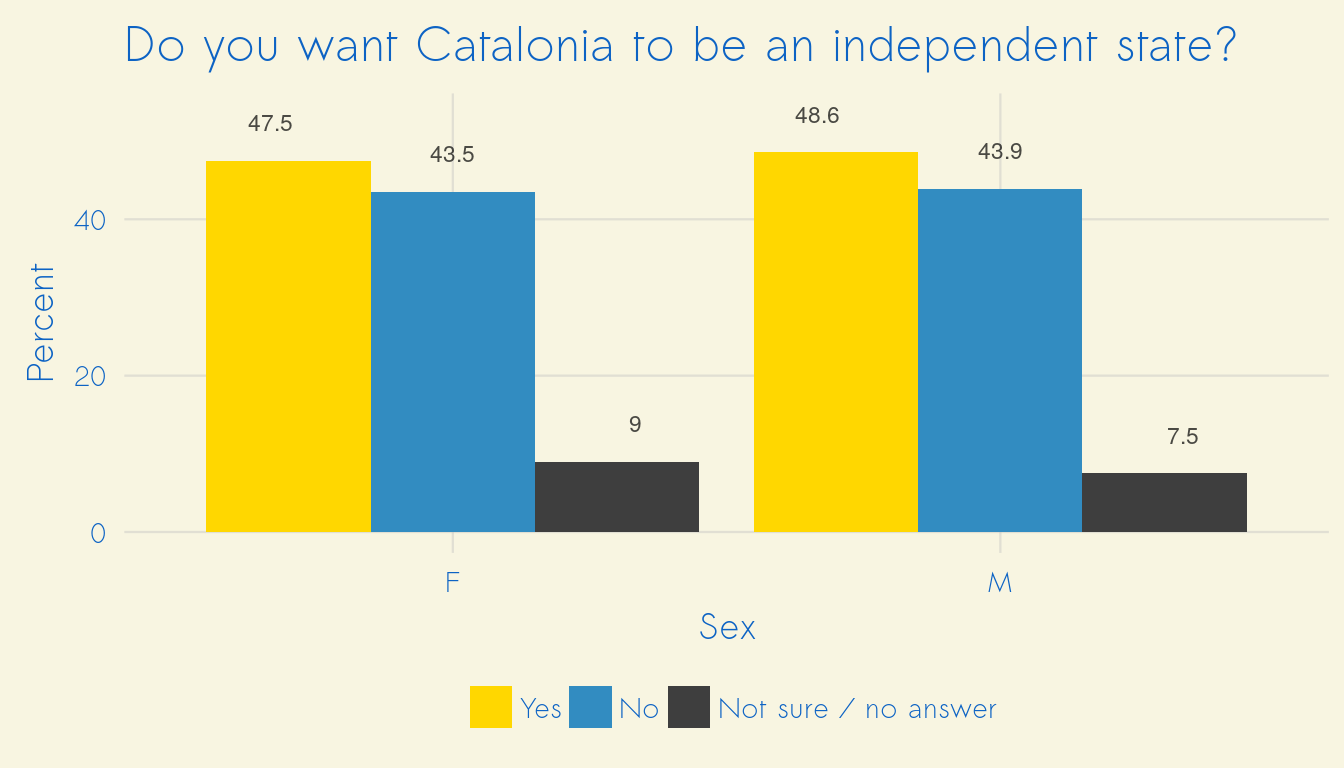 Do you want Catalonia to be an independent state?
47.5
43.5
9
48.6
43.9
7.5
40
20
0
Percent
F
M
Sex
Yes
No
Not sure / no answer